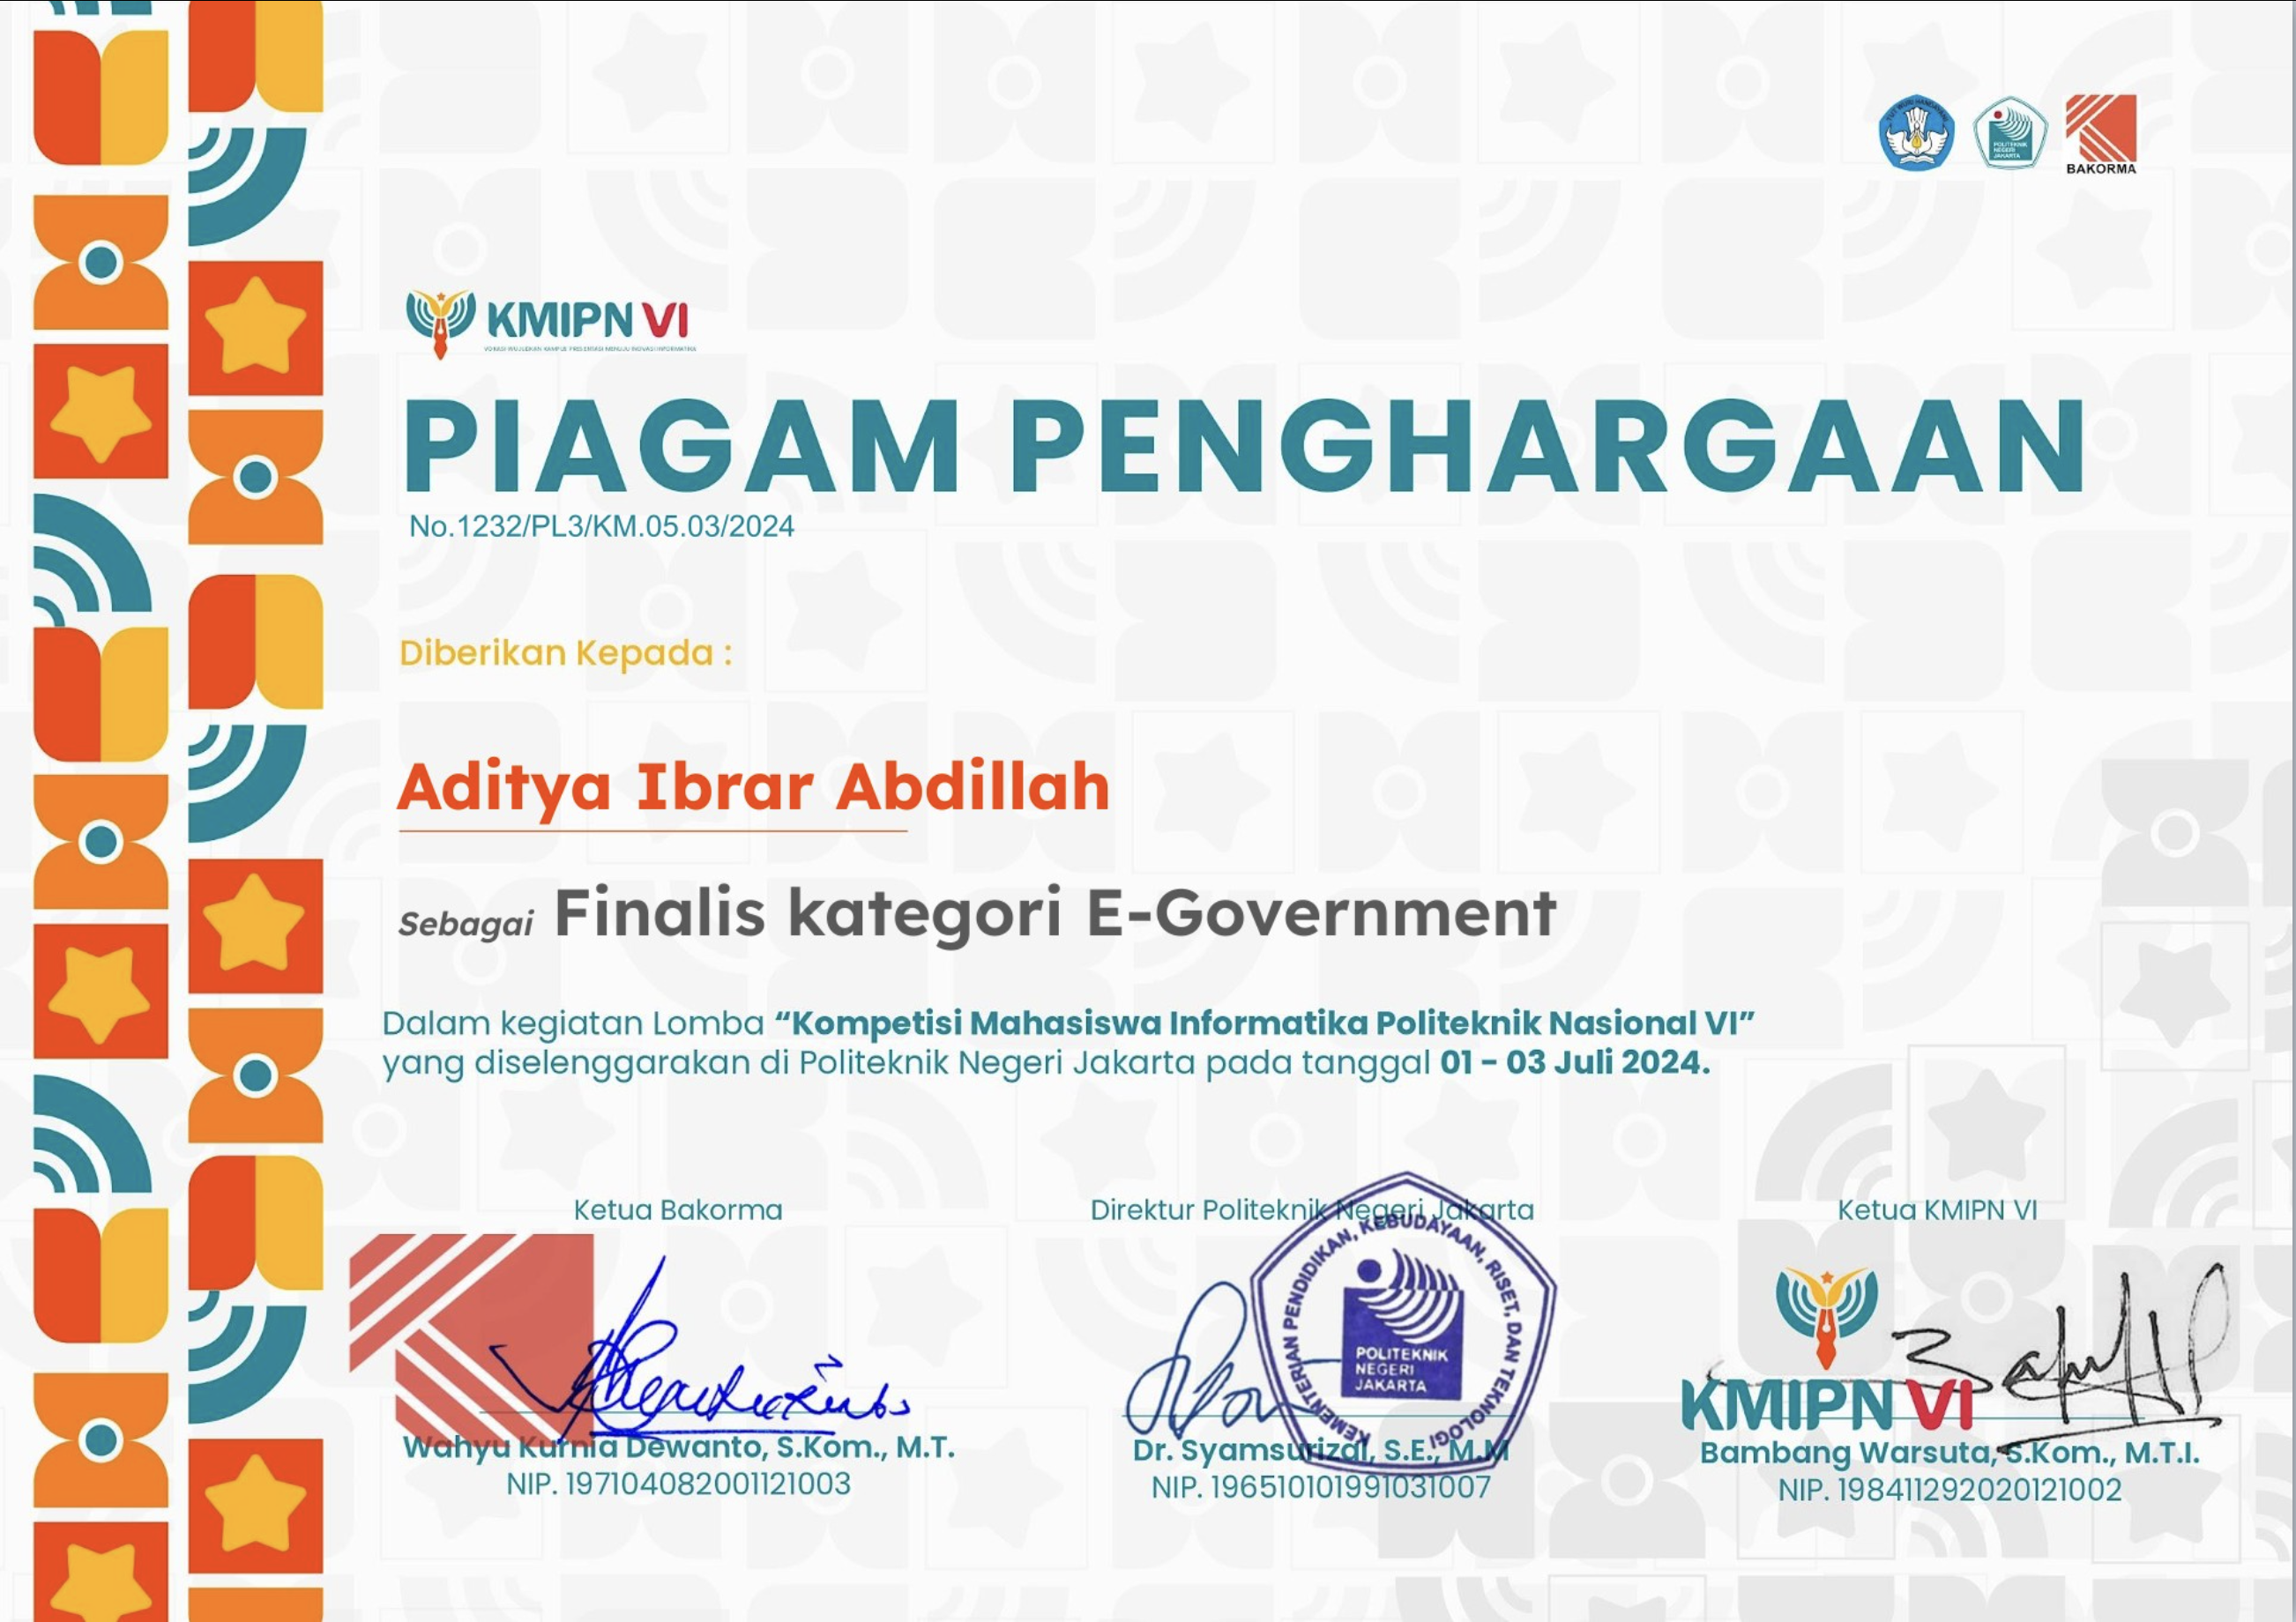 POLITEKNIK
NEGERI
JAKARTA
BAKORMA
KMIPN VI
PIAGAM PENGHARGAAN
No.1232/PL3/KM.05.03/2024
Diberikan Kepada :
Aditya Ibrar Abdillah
Sebagai Finalis kategori E-Government
Dalam kegiatan Lomba “Kompetisi Mahasiswa Informatika Politeknik Nasional VI”
yang diselenggarakan di Politeknik Negeri Jakarta pada tanggal 01 - 03 Juli 2024.
Ketua Bakorma
Wahyu Kurnia Dewanto, S.Kom., M.T.
NIP. 197104082001121003
Direktur Politeknik Negeri Jakarta
KEMENTERIAN PENDIDIKAN, KEBUDAYAAN, RISET, DAN TEKNOLOGI
POLITEKNIK
NEGERI
JAKARTA
Dr. Syamsurizal, S.E., M.M
NIP. 196510101991031007
Ketua KMIPN VI
KMIPN VI
Bambang Warsuta, S.Kom., M.T.I.
NIP. 198411292020121002